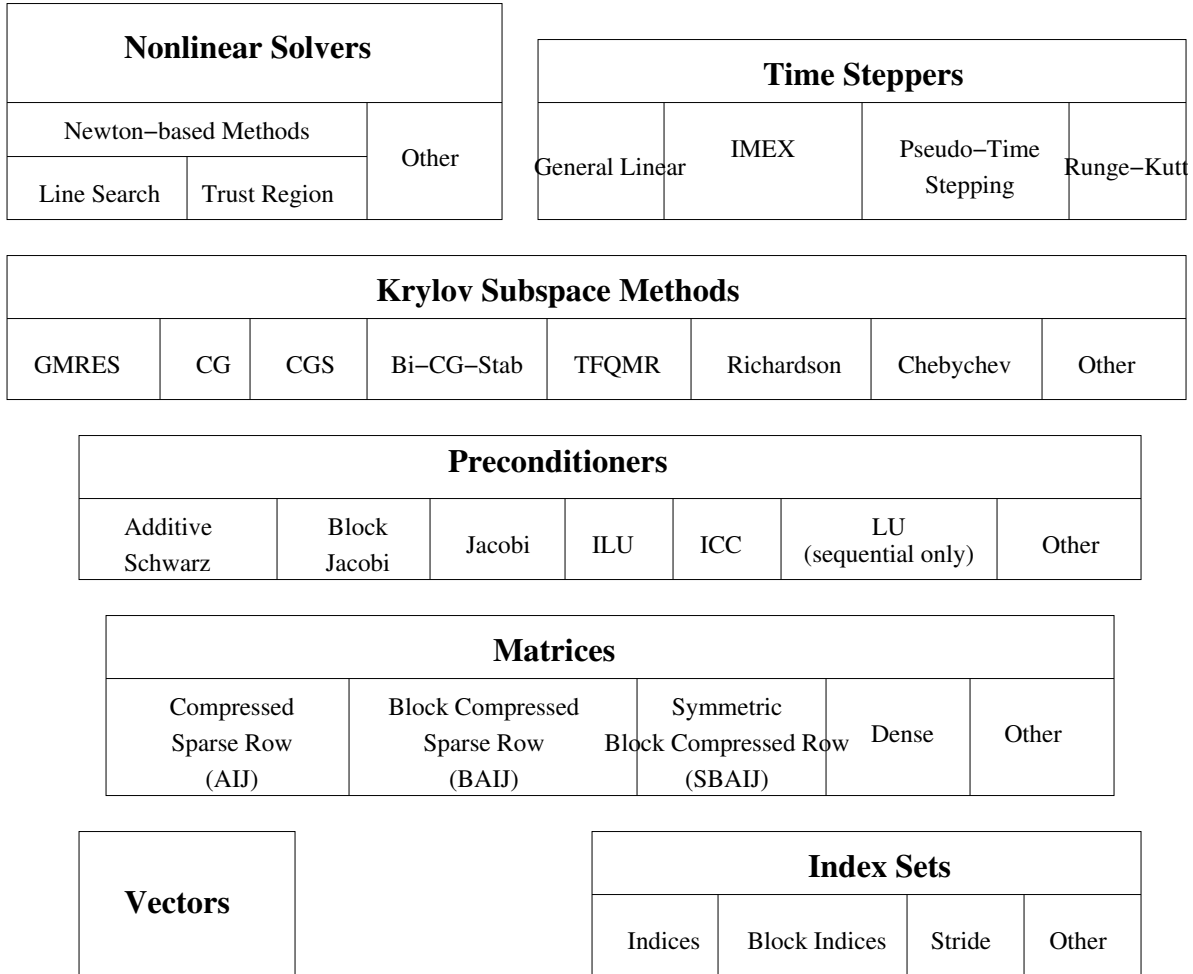 Nonlinear Solvers
Newton−based Methods
Line Search
Trust Region
Other
Time Steppers
General Linear
IMEX
Pseudo−Time
Stepping
Runge−Kutt
Krylov Subspace Methods
GMRES
CG
CGS
Bi−CG−Stab
TFQMR
Richardson
Chebychev
Other
Preconditioners
Additive
Schwarz
Block
Jacobi
Jacobi
ILU
ICC
LU
(sequential only)
Other
Matrices
Compressed
Sparse Row
(AIJ)
Block Compressed
Sparse Row
(BAIJ)
Symmetric
Block Compressed Row
(SBAIJ)
Dense
Other
Vectors
Index Sets
Indices
Block Indices
Stride
Other